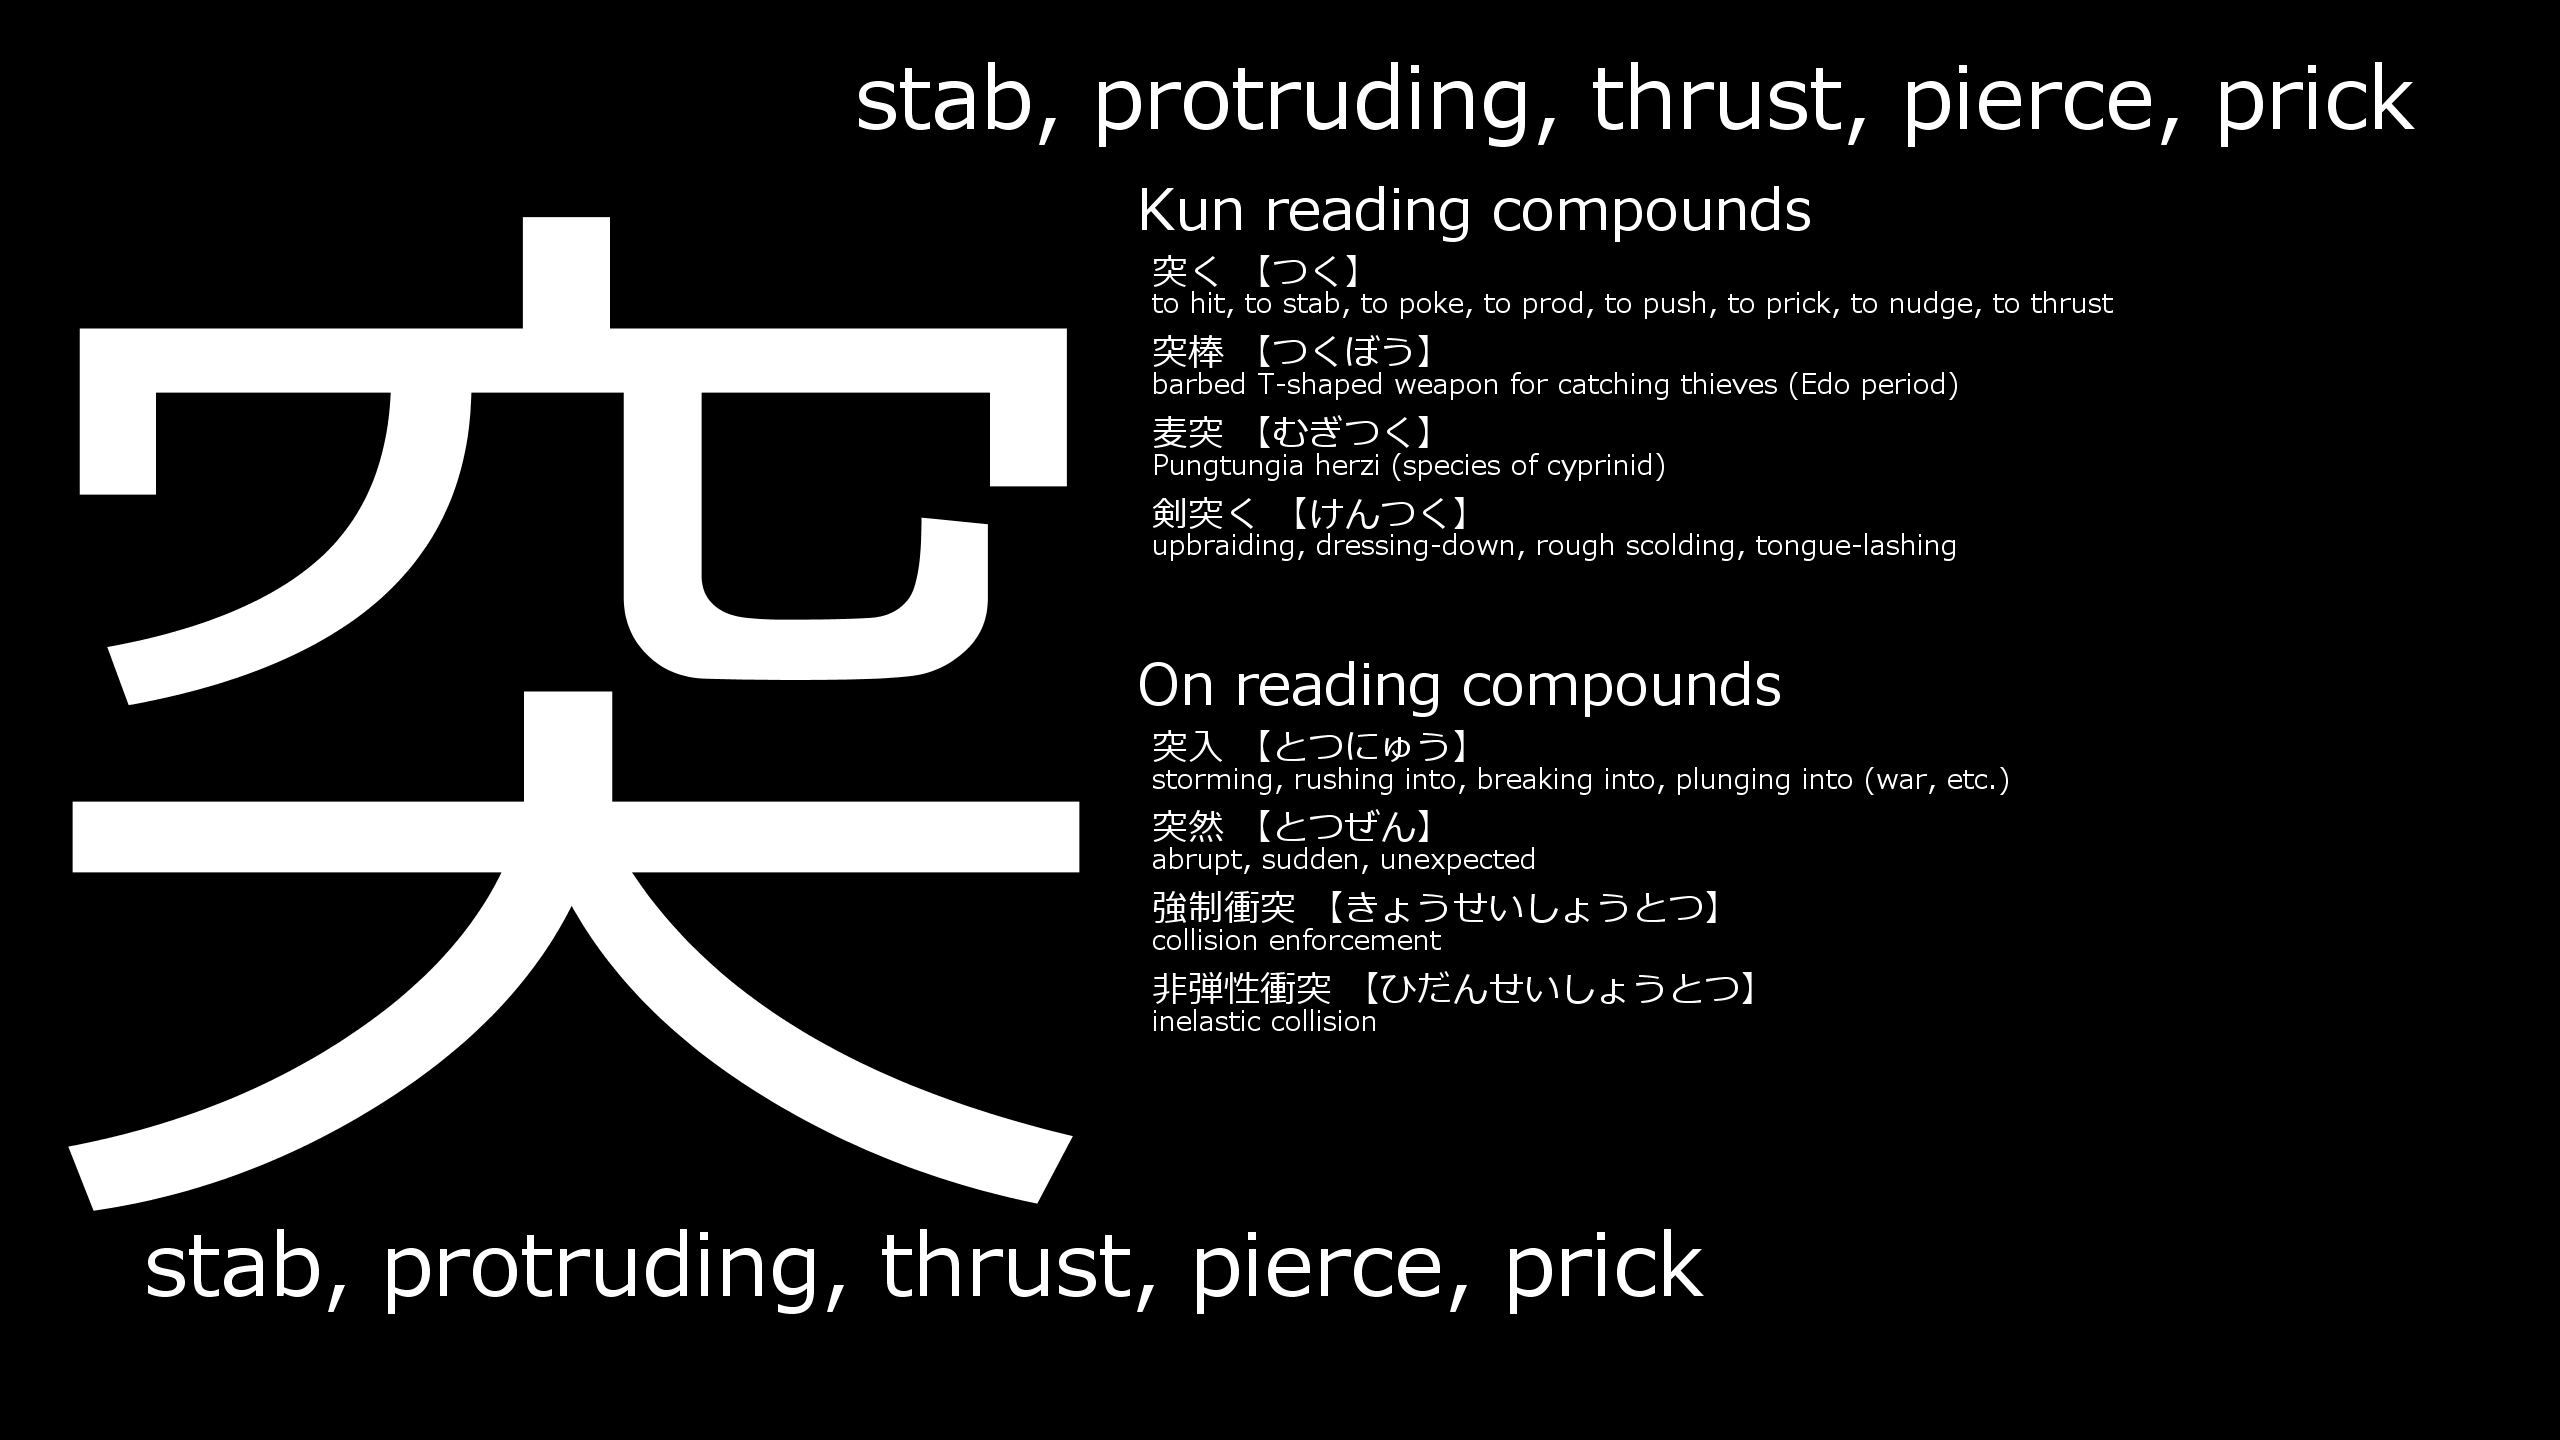 stab, protruding, thrust, pierce, prick
突
Kun reading compounds
突く 【つく】
to hit, to stab, to poke, to prod, to push, to prick, to nudge, to thrust
突棒 【つくぼう】
barbed T-shaped weapon for catching thieves (Edo period)
麦突 【むぎつく】
Pungtungia herzi (species of cyprinid)
剣突く 【けんつく】
upbraiding, dressing-down, rough scolding, tongue-lashing
On reading compounds
突入 【とつにゅう】
storming, rushing into, breaking into, plunging into (war, etc.)
突然 【とつぜん】
abrupt, sudden, unexpected
強制衝突 【きょうせいしょうとつ】
collision enforcement
非弾性衝突 【ひだんせいしょうとつ】
inelastic collision
stab, protruding, thrust, pierce, prick